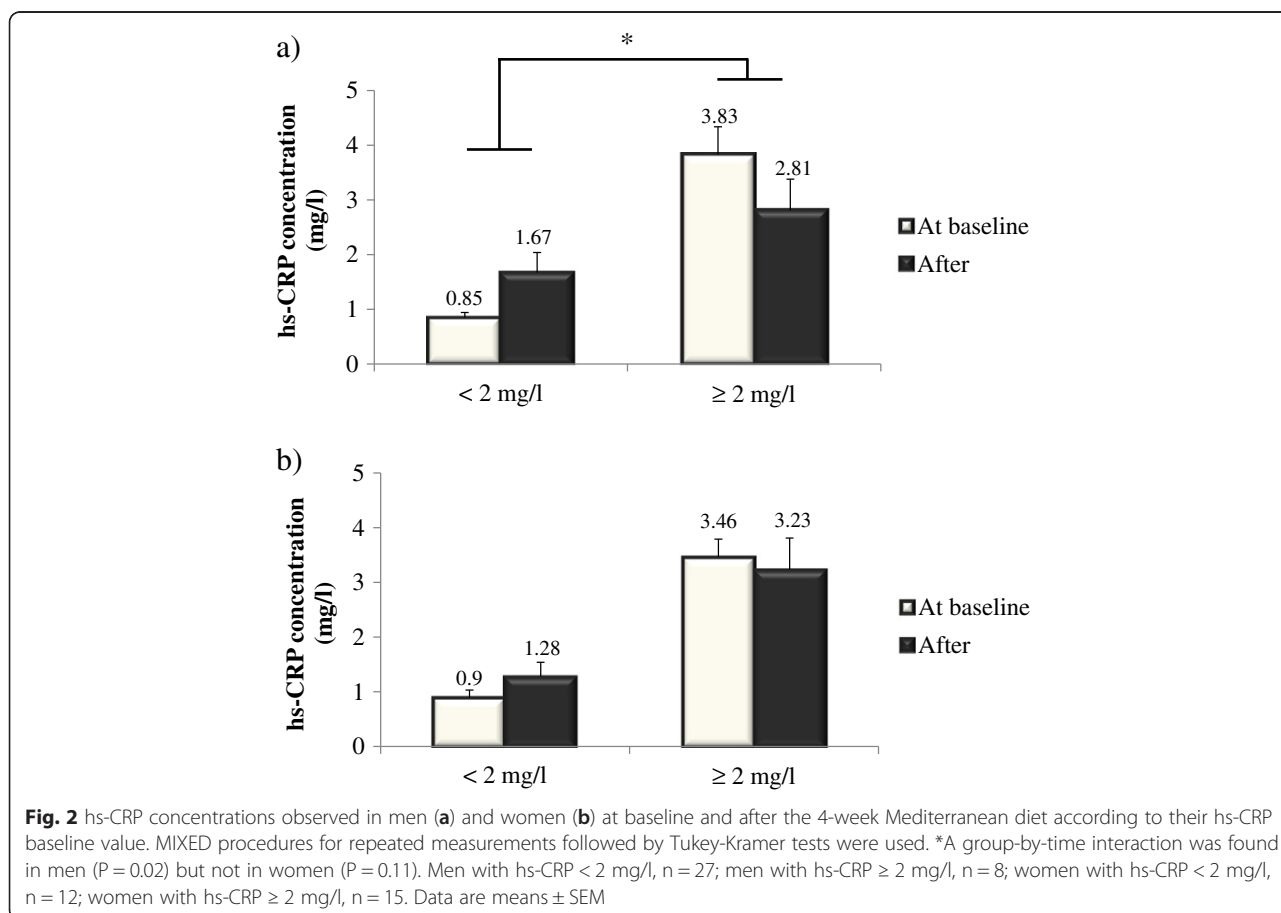 a)
*
hs-CRP concentration
(mg/l)
5
4
3
2
1
0
0.85
1.67
3.83
2.81
< 2 mg/l
≥ 2 mg/l
At baseline
After
b)
hs-CRP concentration
(mg/l)
5
4
3
2
1
0
0.9
1.28
3.46
3.23
< 2 mg/l
≥ 2 mg/l
At baseline
After
Fig. 2 hs-CRP concentrations observed in men (a) and women (b) at baseline and after the 4-week Mediterranean diet according to their hs-CRP
baseline value. MIXED procedures for repeated measurements followed by Tukey-Kramer tests were used. *A group-by-time interaction was found
in men (P = 0.02) but not in women (P = 0.11). Men with hs-CRP < 2 mg/l, n = 27; men with hs-CRP ≥ 2 mg/l, n = 8; women with hs-CRP < 2 mg/l,
n = 12; women with hs-CRP ≥ 2 mg/l, n = 15. Data are means ± SEM